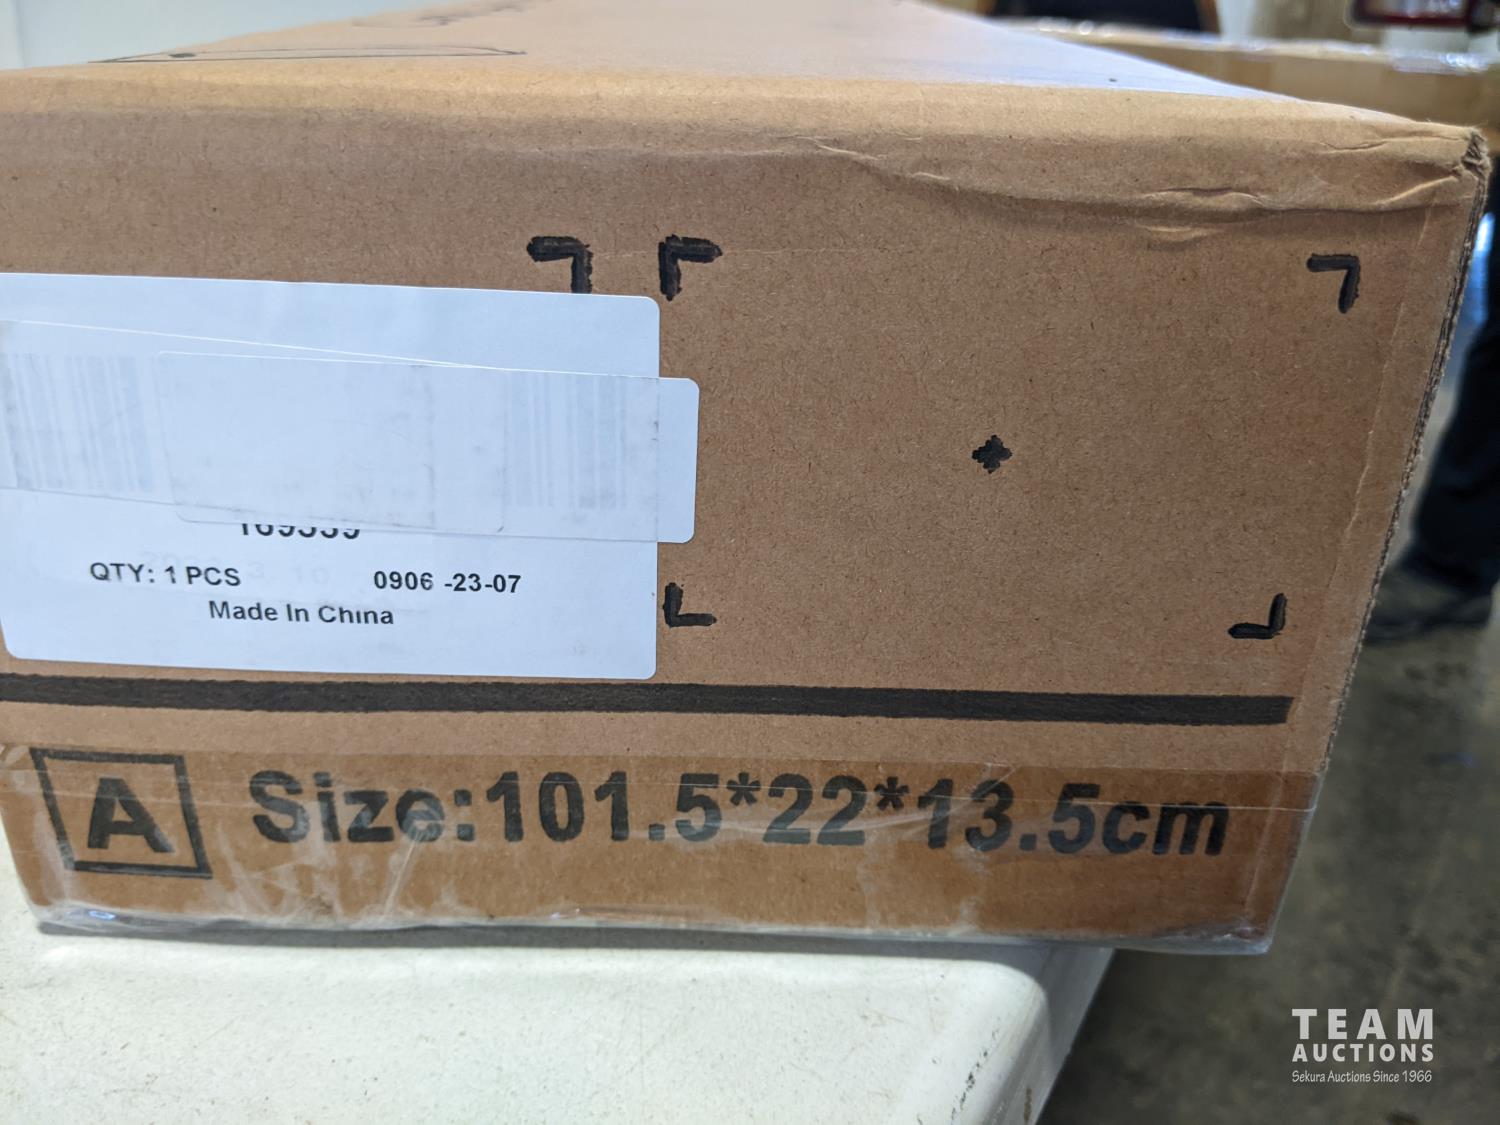 QTY: 1 PCS 0906 -23-07
Made In China
A Size:101.5*22*13.5cm
TEAM
AUCTIONS
Sekura Auctions Since 1966